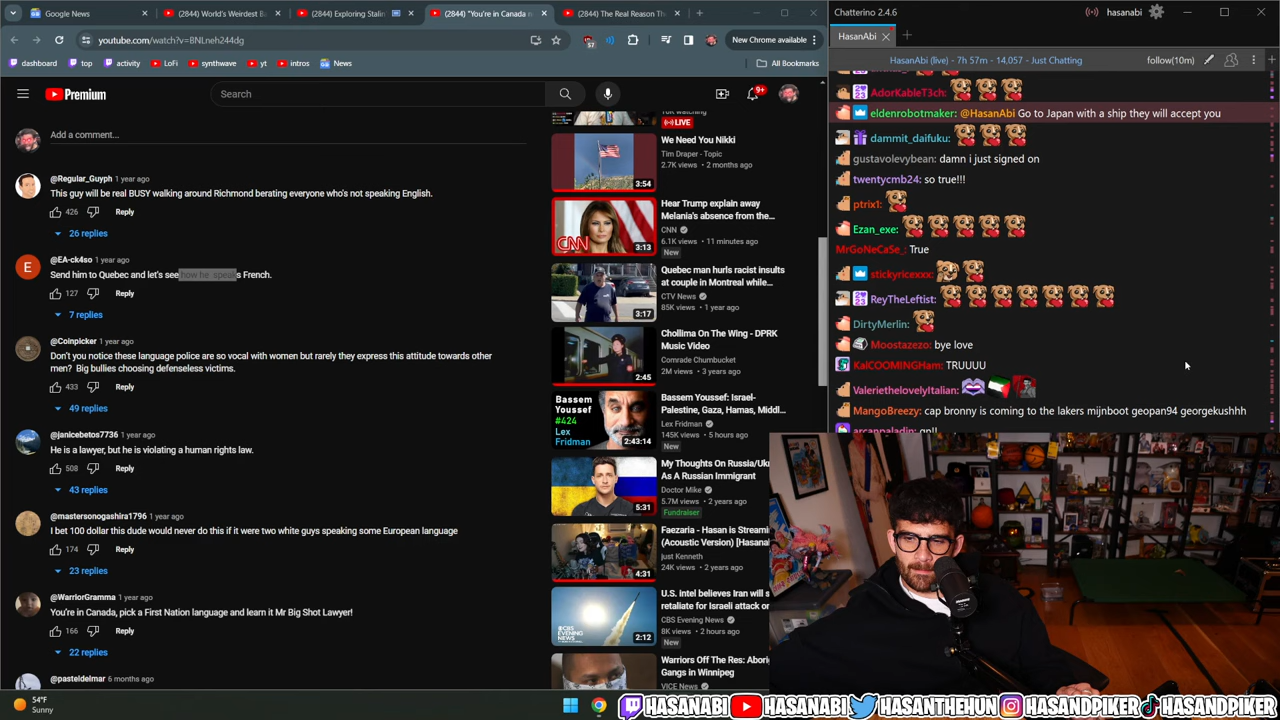 Google News
(2844) World's Weirdest Bu
(2844) Exploring Stalin
(2844) "You're in Canada n
(2844) The Real Reason Th
youtube.com/watch?v=BNLneh244dg
57
New Chrome available
dashboard
top
activity
LoFi
synthwave
yt
intros
News
All Bookmarks
Premium
Search
9+
Add a comment...
@Regular_Guyph 1 year ago
This guy will be real BUSY walking around Richmond berating everyone who's not speaking English.
426 Reply
26 replies
E
@EA-ck4so 1 year ago
Send him to Quebec and let's see how he speaks French.
127 Reply
7 replies
@Coinpicker 1 year ago
Don't you notice these language police are so vocal with women but rarely they express this attitude towards other
men? Big bullies choosing defenseless victims.
433 Reply
49 replies
@janicebetos7736 1 year ago
He is a lawyer, but he is violating a human rights law.
508 Reply
43 replies
@mastersonogashira1796 1 year ago
I bet 100 dollar this dude would never do this if it were two white guys speaking some European language
174 Reply
23 replies
@WarriorGramma 1 year ago
You're in Canada, pick a First Nation language and learn it Mr Big Shot Lawyer!
166 Reply
22 replies
@pasteldelmar 6 months ago
LIVE
We Need You Nikki
Tim Draper - Topic
2.7K views • 2 months ago
3:54
Hear Trump explain away
Melania's absence from the...
CNN
6.1K views • 11 minutes ago
New
CNN
3:13
Quebec man hurls racist insults
at couple in Montreal while...
CTV News
85K views • 1 year ago
3:17
Chollima On The Wing - DPRK
Music Video
Comrade Chumbucket
2M views • 3 years ago
2:45
Bassem Youssef: Israel-
Palestine, Gaza, Hamas, Middl...
Lex Fridman
145K views • 5 hours ago
New
BASSEM
YOUSSEF
#424
Lex
Fridman
2:43:14
My Thoughts On Russia/Uk
As A Russian Immigrant
Doctor Mike
5.7M views • 2 years ago
Fundraiser
5:31
Faezaria - Hasan is Streami
(Acoustic Version) [Hasana
just Kenneth
24K views • 2 years ago
4:31
U.S. intel believes Iran will s
retaliate for Israeli attack o
CBS Evening News
8K views • 2 hours ago
New
2:12
Warriors Off The Res: Abori
Gangs in Winnipeg
VICE News
54°F
Sunny
Chatterino 2.4.6
hasanabi
HasanAbi
HasanAbi (live) - 7h 57m - 14,057 - Just Chatting
follow(10m)
AdorKableT3ch:
eldenrobotmaker: @HasanAbi Go to Japan with a ship they will accept you
dammit_daifuku:
gustavolevybean: damn i just signed on
twentycmb24: so true!!!
ptrix1:
Ezan_exe:
MrGoNeCaSe_: True
stickyricexxx:
ReyTheLeftist:
DirtyMerlin:
Moostazezo: bye love
KalCOOMINGHam: TRUUUU
ValerietheIovelyItalian:
MangoBreezy: cap bronny is coming to the lakers mijnboot geopan94 georgekushhh
arcanpaladin: gn!!
HASANABI
HASANABI
HASANTHEHUN
HASANDPIKER
HASANDPIKER